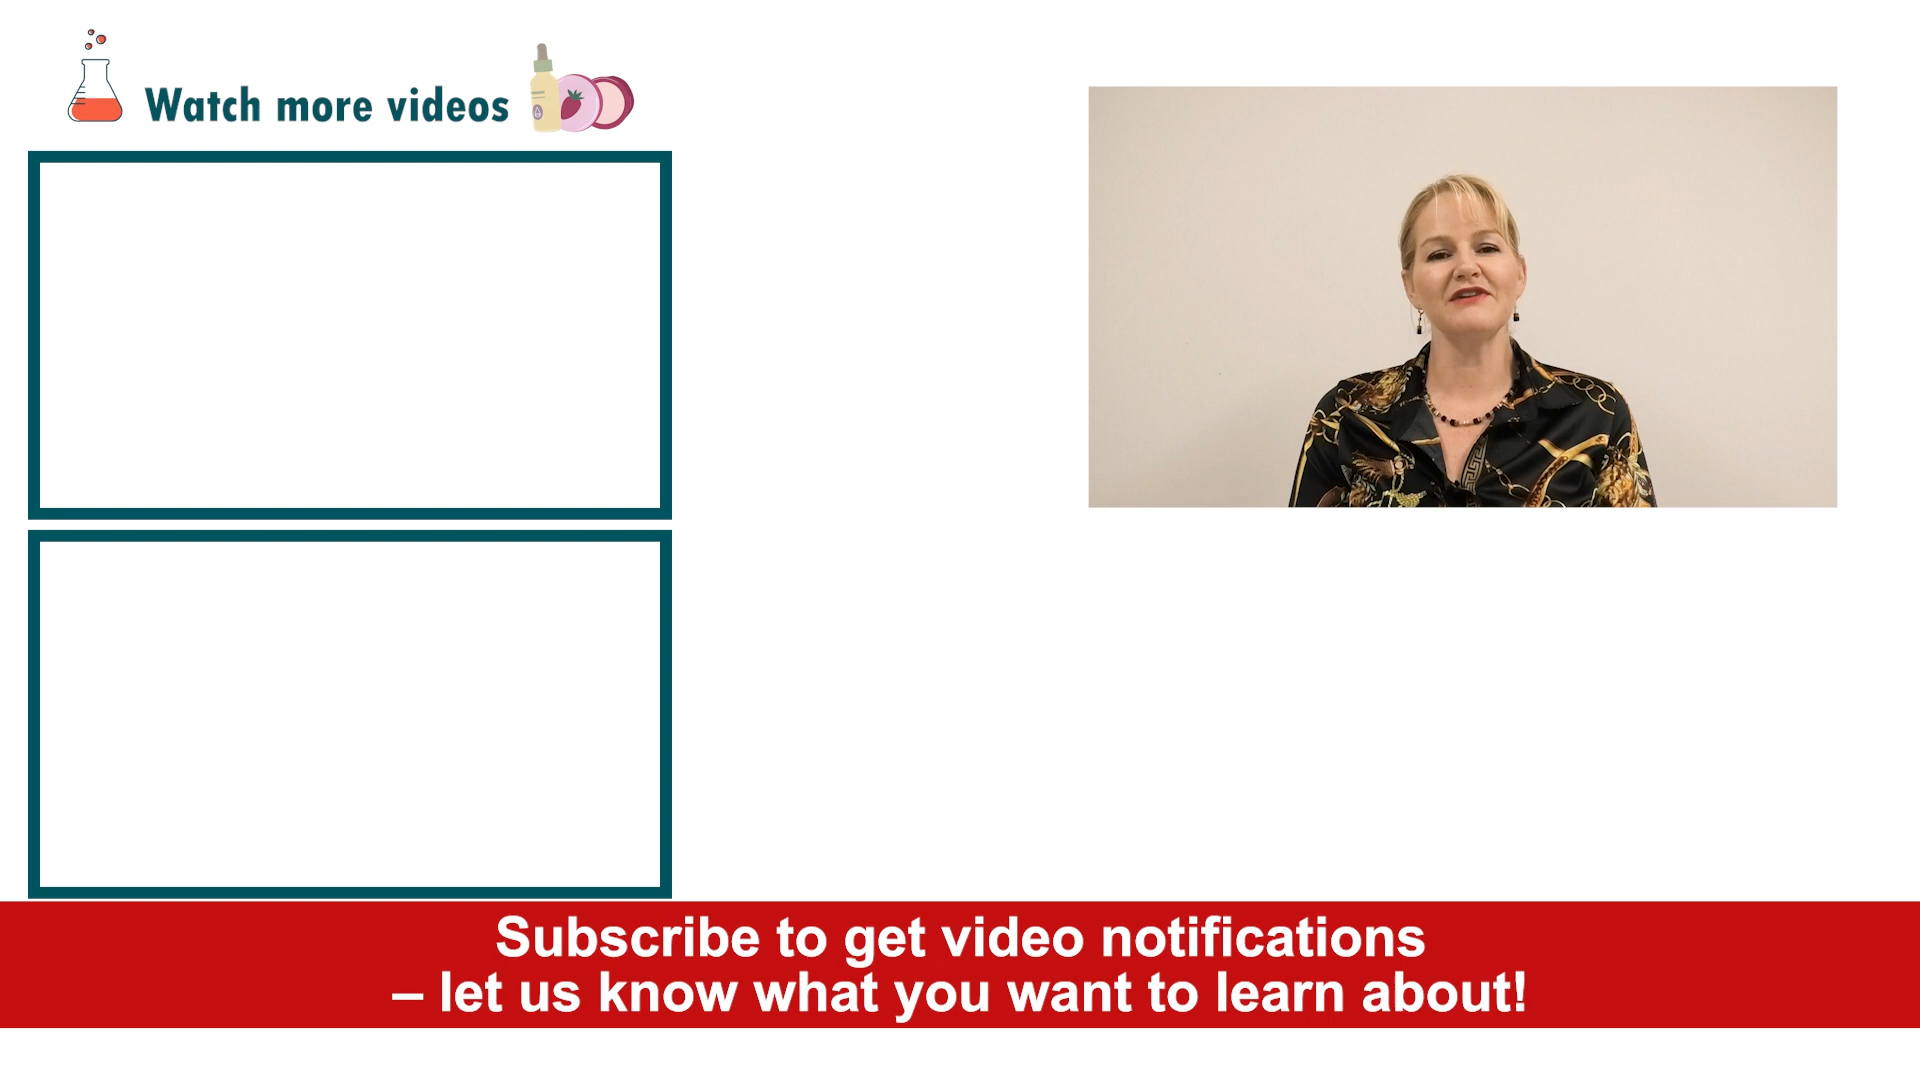 Watch more videos
Subscribe to get video notifications
– let us know what you want to learn about!